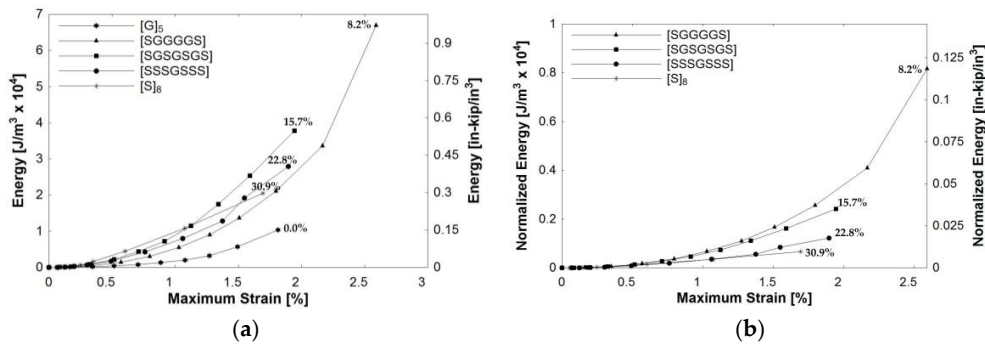 [G]5
[SGGGGS]
[SGSGSGS]
[SSSGSSS]
[S]8
8.2%
15.7%
22.8%
30.9%
0.0%
7
6
5
4
3
2
1
0
0.9
0.75
0.6
0.45
0.3
0.15
0
0
0.5
1
1.5
2
2.5
3
Energy [J/m³ x 10⁴]
Energy [in-kip/in³]
Maximum Strain [%]
(a)
[SGGGGS]
[SGSGSGS]
[SSSGSSS]
[S]8
8.2%
15.7%
22.8%
30.9%
1
0.8
0.6
0.4
0.2
0
0.125
0.1
0.075
0.05
0.025
0
0
0.5
1
1.5
2
2.5
Normalized Energy [J/m³ x 10⁴]
Normalized Energy [in-kip/in³]
Maximum Strain [%]
(b)